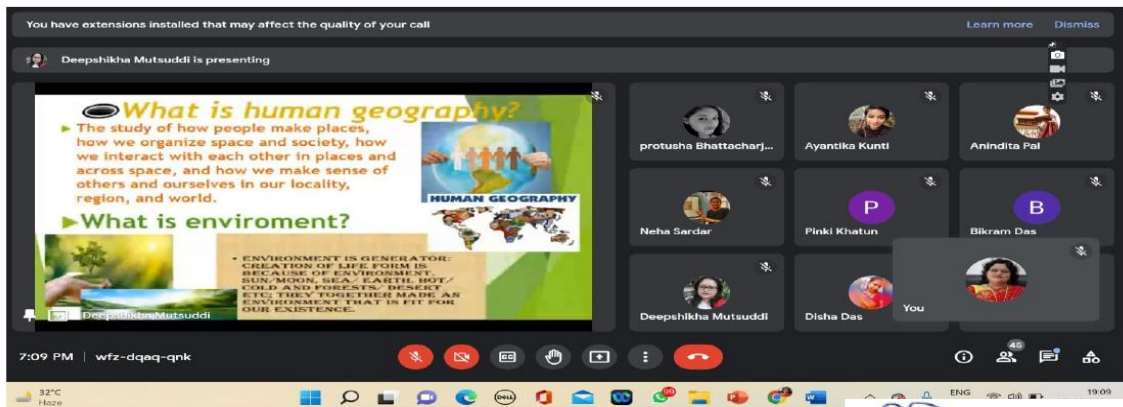 You have extensions installed that may affect the quality of your call
Learn more Dismiss
Deepshikha Mutsuddi is presenting
What is human geography?
The study of how people make places,
how we organize space and society, how
we interact with each other in places and
across space, and how we make sense of
others and ourselves in our locality,
region, and world.
HUMAN GEOGRAPHY
What is enviroment?
• ENVIRONMENT IS GENERATOR:
CREATION OF LIFE FORM IS
BECAUSE OF ENVIRONMENT.
SUN/MOON, SEA/ EARTH, HOT/
COLD AND FORESTS/ DESERT
ETC; THEY TOGETHER MADE AN
ENVIRONMENT THAT IS FIT FOR
OUR EXISTENCE.
Deepshikha Mutsuddi
protusha Bhattacharj...
Ayantika Kunti
Anindita Pal
Neha Sardar
P
Pinki Khatun
B
Bikram Das
Deepshikha Mutsuddi
Disha Das
You
7:09 PM | wfz-dqaq-qnk
CC
45
32°C
Haze
DELL
99
ENG
19:09